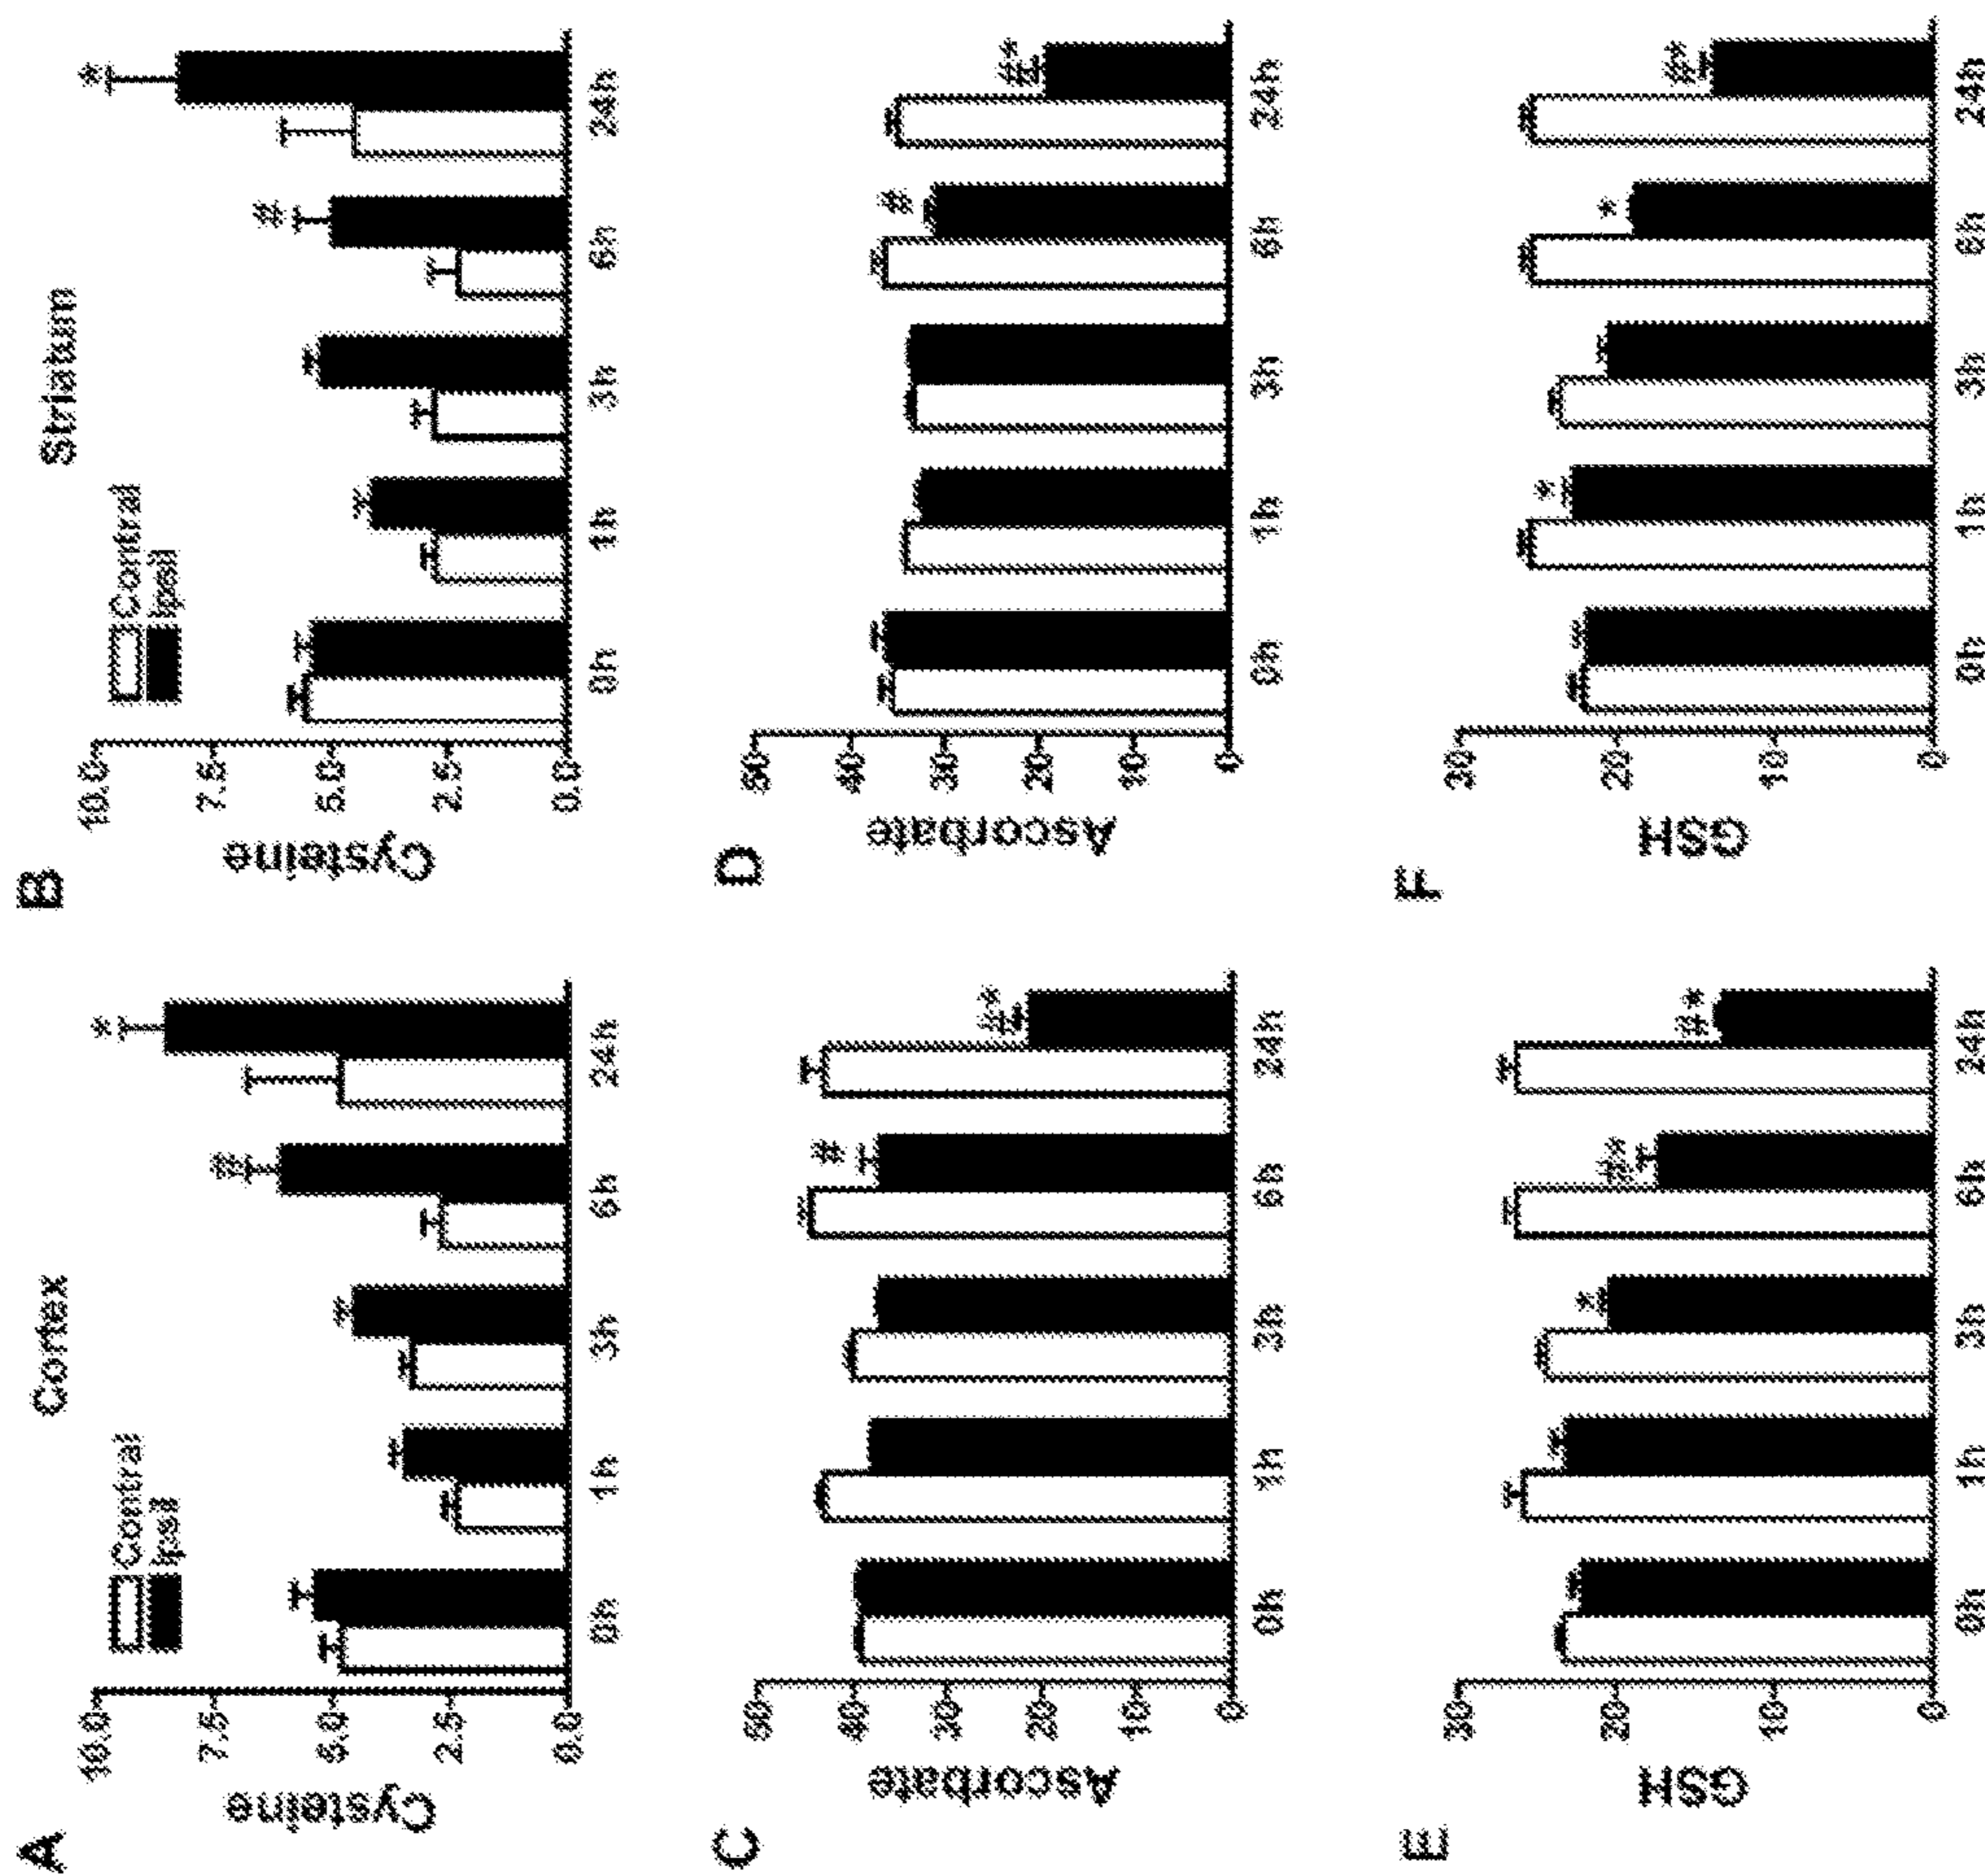 Cortex
Striatum
A
Cysteine
10.0
7.5
5.0
2.5
0.0
Contral
Ipsil
#
*
0h 1h 3h 6h 24h
B
Cysteine
10.0
7.5
5.0
2.5
0.0
Contral
Ipsil
#
*
0h 1h 3h 6h 24h
C
Ascorbate
50
40
30
20
10
0
#
#*
0h 1h 3h 6h 24h
D
Ascorbate
50
40
30
20
10
0
#
#*
0h 1h 3h 6h 24h
E
GSH
30
20
10
0
*
#*
#*
0h 1h 3h 6h 24h
F
GSH
30
20
10
0
*
*
#*
0h 1h 3h 6h 24h